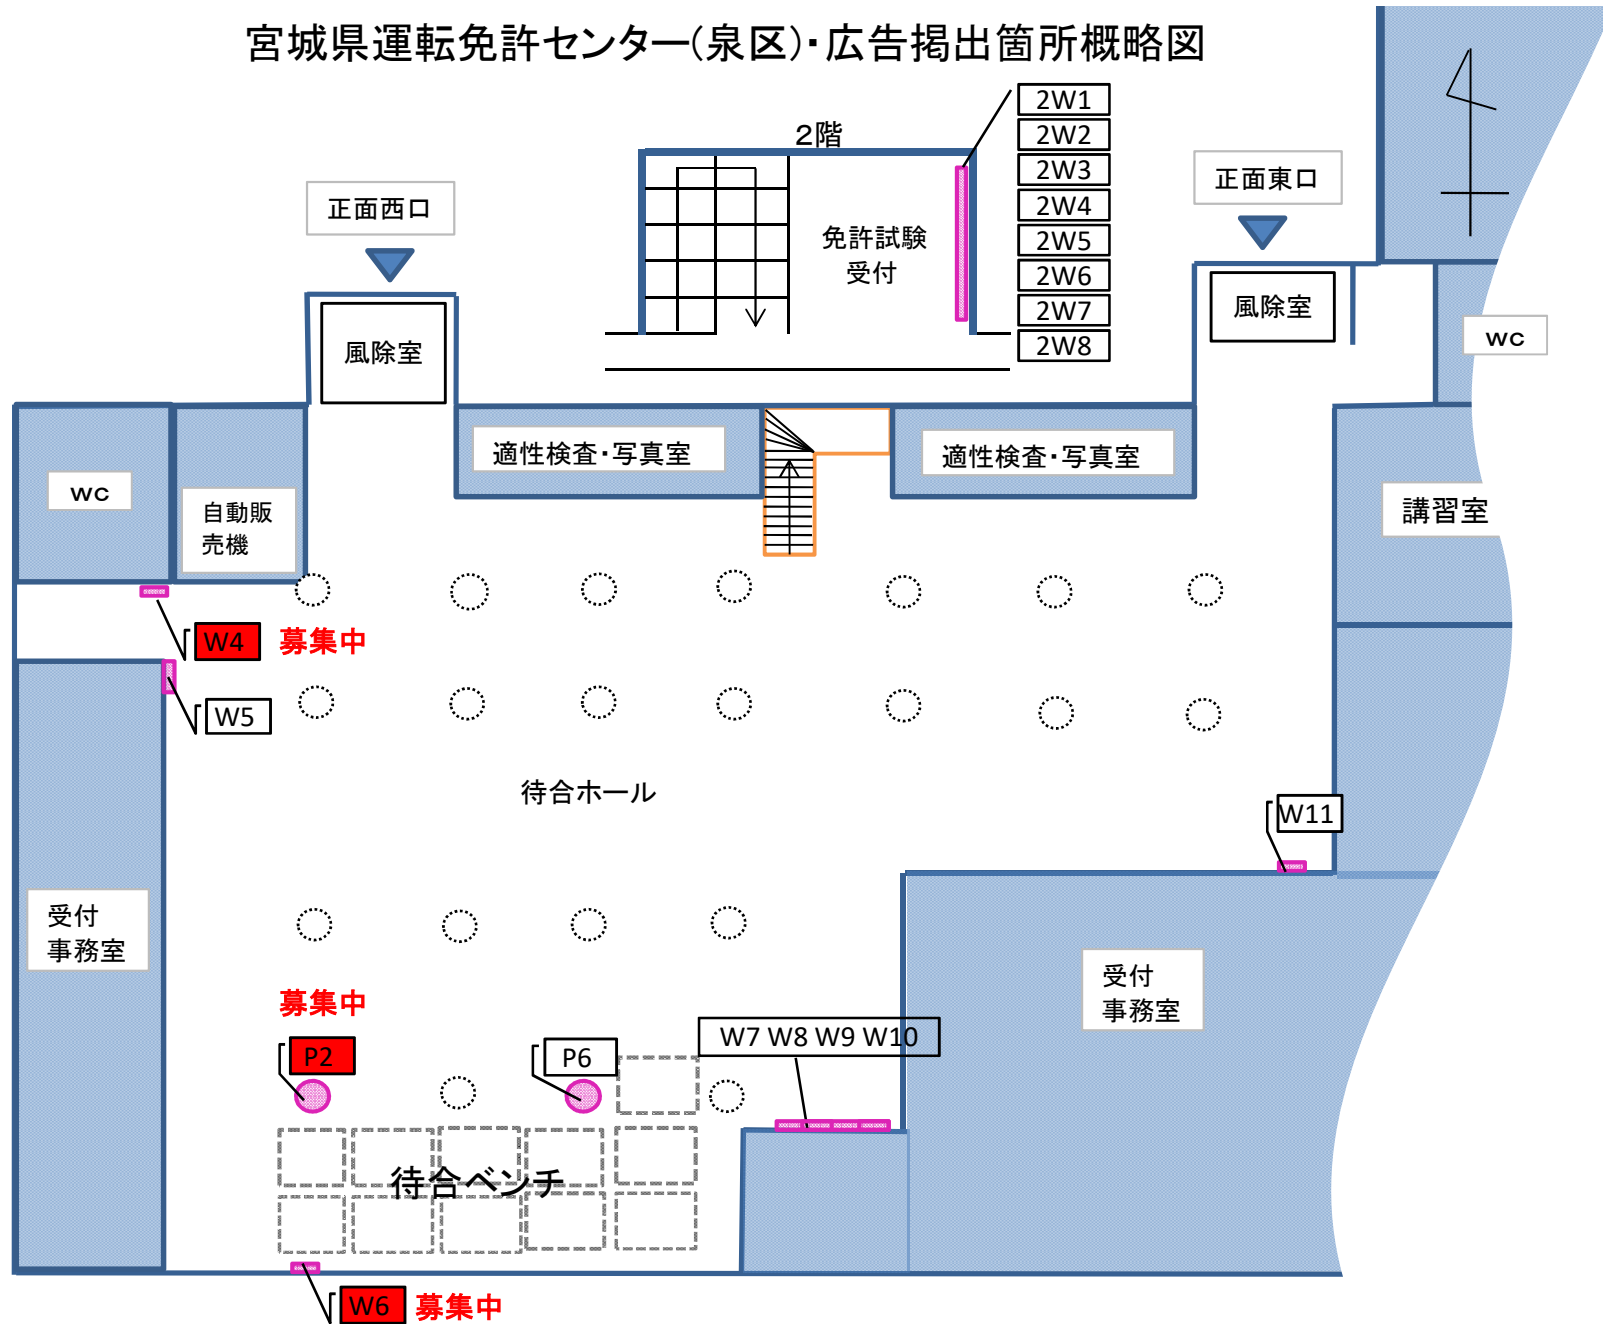 宮城県運転免許センター(泉区)・広告掲出箇所概略図
2W1
2W2
2W3
2W4
2W5
2W6
2W7
2W8
２階
正面西口
正面東口
免許試験
受付
風除室
風除室
WC
WC
自動販
売機
適性検査・写真室
適性検査・写真室
講習室
W4 募集中
W5
待合ホール
W11
受付
事務室
受付
事務室
募集中
P2
P6
W7 W8 W9 W10
待合ベンチ
W6 募集中